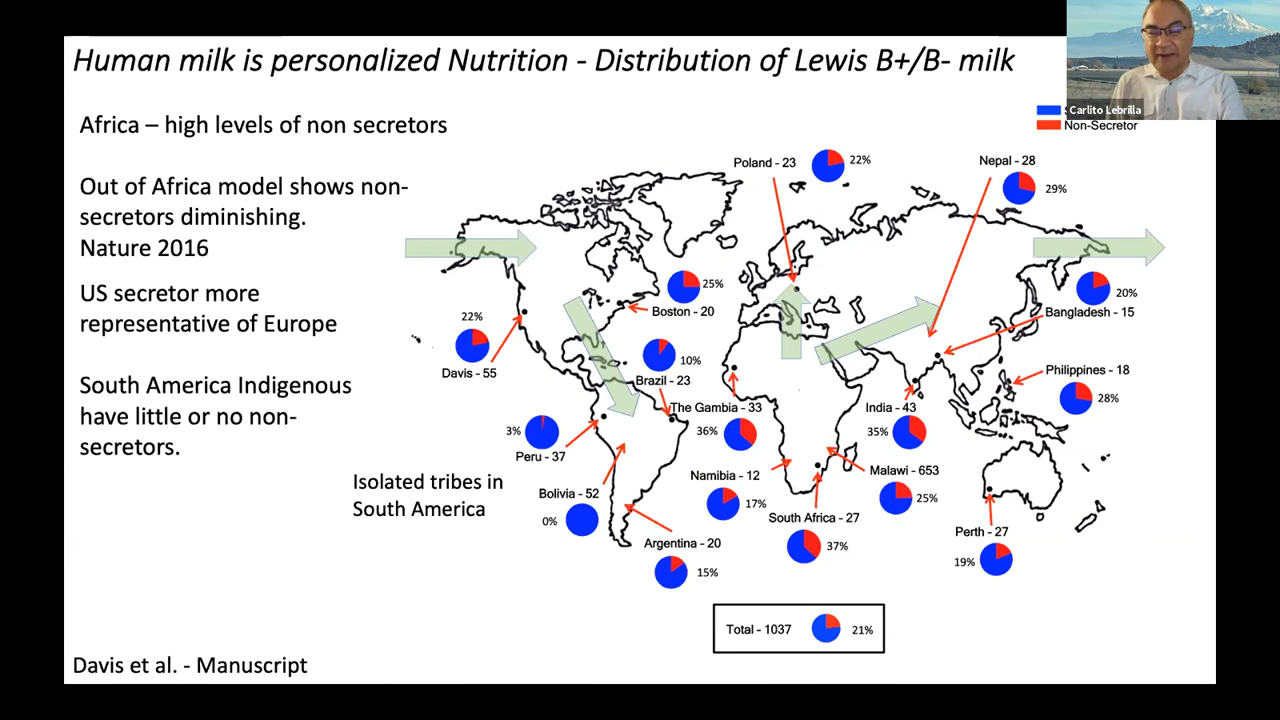 Human milk is personalized Nutrition - Distribution of Lewis B+/B- milk
Carlito Lebrilla
Non-Secretor
Africa – high levels of non secretors
Out of Africa model shows non-
secretors diminishing.
Nature 2016
US secretor more
representative of Europe
South America Indigenous
have little or no non-
secretors.
Isolated tribes in
South America
Poland - 23
22%
Nepal - 28
29%
Boston - 20
25%
20%
Bangladesh - 15
22%
Davis - 55
10%
Brazil - 23
Philippines - 18
28%
The Gambia - 33
36%
India - 43
35%
3%
Peru - 37
Namibia - 12
17%
Malawi - 653
25%
Bolivia - 52
0%
South Africa - 27
37%
Perth - 27
19%
Argentina - 20
15%
Total - 1037
21%
Davis et al. - Manuscript